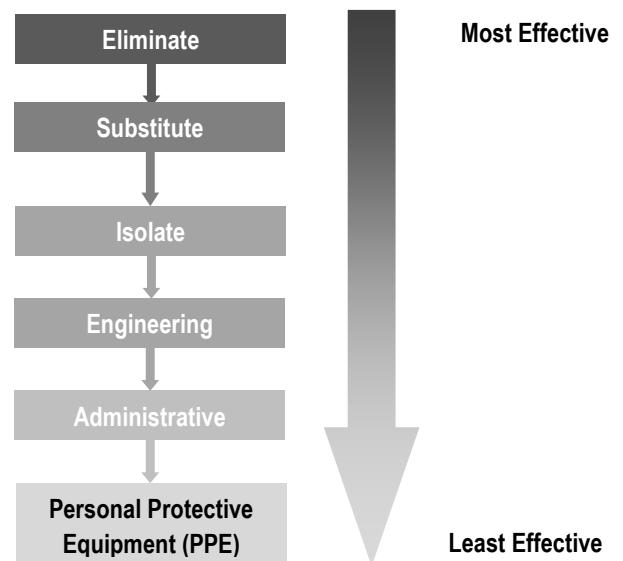 Eliminate
Most Effective
Substitute
Isolate
Engineering
Administrative
Personal Protective
Equipment (PPE)
Least Effective